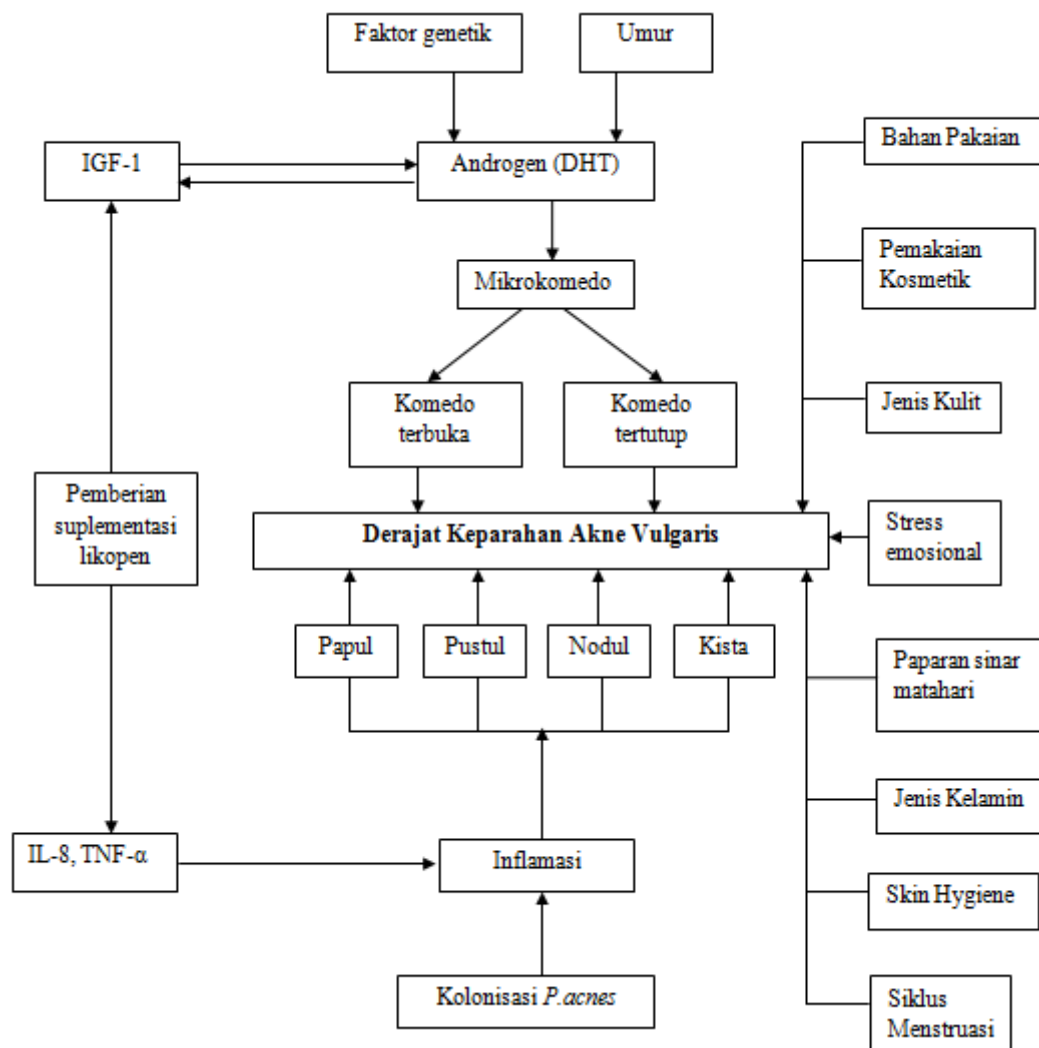 Faktor genetik
Umur
Bahan Pakaian
IGF-1
Androgen (DHT)
Pemakaian
Kosmetik
Mikrokomedo
Komedo
terbuka
Komedo
tertutup
Jenis Kulit
Pemberian
suplementasi
likopen
Derajat Keparahan Akne Vulgaris
Stress
emosional
Papul
Pustul
Nodul
Kista
Paparan sinar
matahari
Jenis Kelamin
IL-8, TNF-α
Inflamasi
Skin Hygiene
Kolonisasi P.acnes
Siklus
Menstruasi